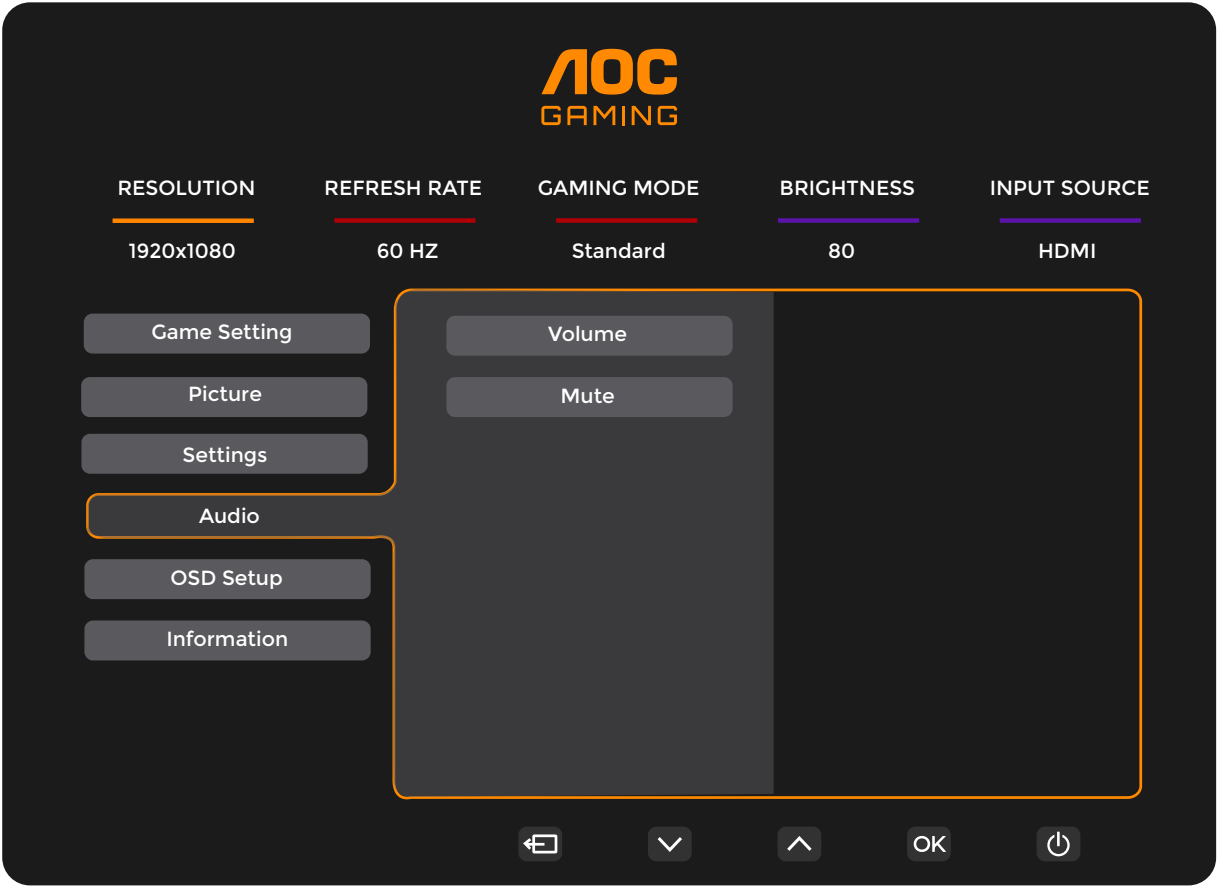 AOC
GAMING
RESOLUTION REFRESH RATE GAMING MODE BRIGHTNESS INPUT SOURCE
1920x1080 60 HZ Standard 80 HDMI
Game Setting Volume
Picture Mute
Settings
Audio
OSD Setup
Information
OK